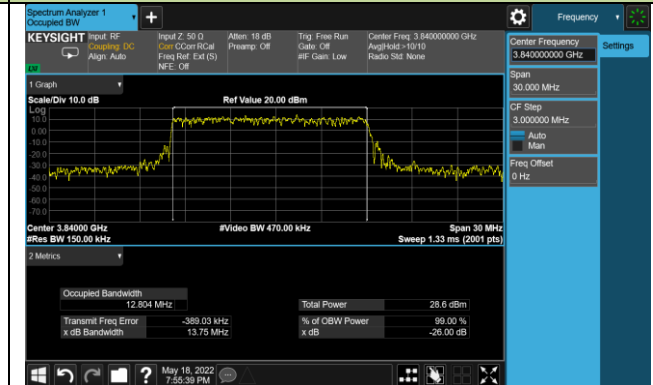 Spectrum Analyzer 1
Occupied BW
+
Frequency
KEYSIGHT
Input: RF
Coupling: DC
Align: Auto
Input Z: 50 Ω
Corr CCorr RCal
Freq Ref: Ext (S)
NFE: Off
Atten: 18 dB
Preamp: Off
Trig: Free Run
Gate: Off
#IF Gain: Low
Center Freq: 3.840000000 GHz
Avg|Hold:>10/10
Radio Std: None
Center Frequency
3.840000000 GHz
Settings
Span
30.000 MHz
CF Step
3.000000 MHz
Auto
Man
Freq Offset
0 Hz
1 Graph
Scale/Div 10.0 dB
Ref Value 20.00 dBm
Log
10.0
0.00
-10.0
-20.0
-30.0
-40.0
-50.0
-60.0
-70.0
Center 3.84000 GHz
#Video BW 470.00 kHz
Span 30 MHz
#Res BW 150.00 kHz
Sweep 1.33 ms (2001 pts)
2 Metrics
Occupied Bandwidth
12.804 MHz
Total Power
28.6 dBm
Transmit Freq Error
-389.03 kHz
% of OBW Power
99.00 %
x dB Bandwidth
13.75 MHz
x dB
-26.00 dB
?
May 18, 2022
7:55:39 PM